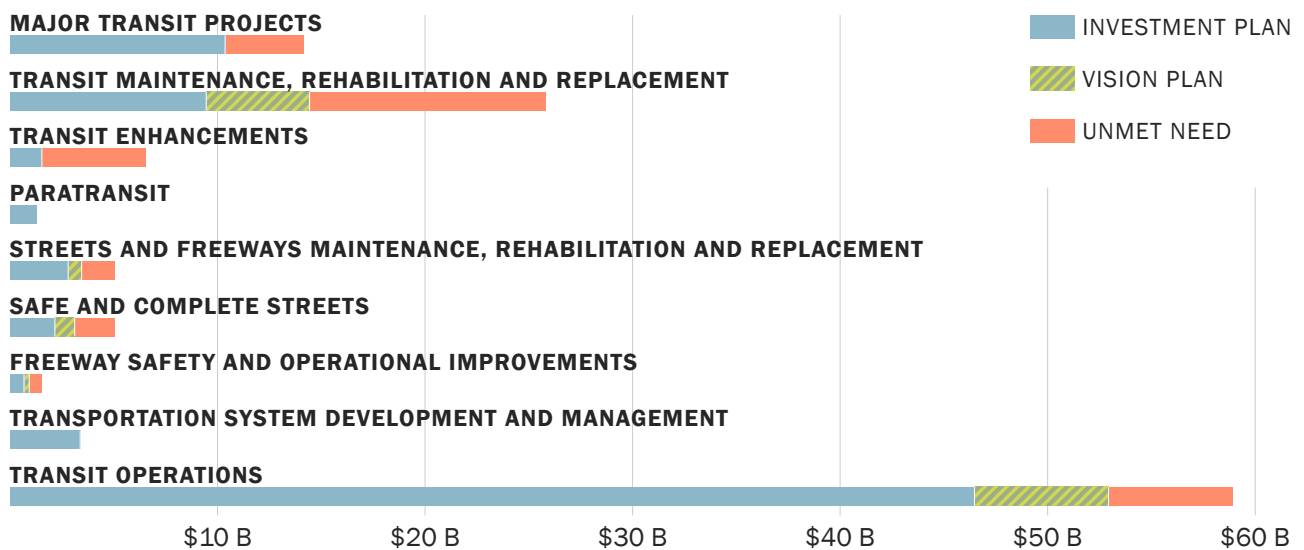 MAJOR TRANSIT PROJECTS
INVESTMENT PLAN
TRANSIT MAINTENANCE, REHABILITATION AND REPLACEMENT
VISION PLAN
TRANSIT ENHANCEMENTS
UNMET NEED
PARATRANSIT
STREETS AND FREEWAYS MAINTENANCE, REHABILITATION AND REPLACEMENT
SAFE AND COMPLETE STREETS
FREEWAY SAFETY AND OPERATIONAL IMPROVEMENTS
TRANSPORTATION SYSTEM DEVELOPMENT AND MANAGEMENT
TRANSIT OPERATIONS
$10 B $20 B $30 B $40 B $50 B $60 B